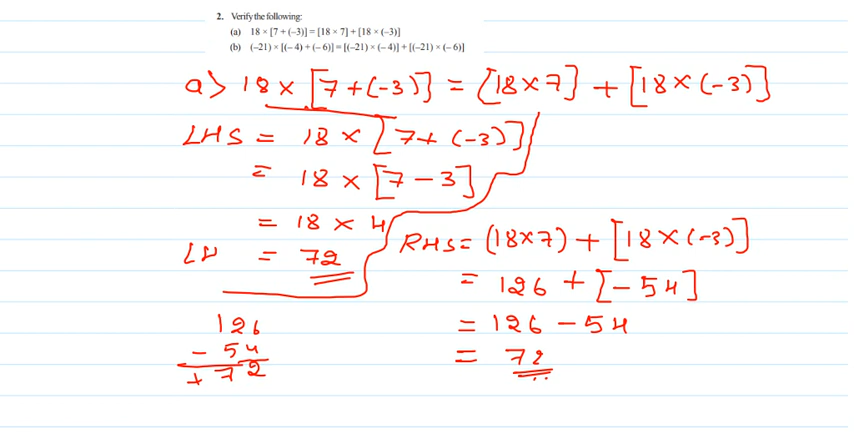 2. Verify the following:
(a) 18 × [7 + (–3)] = [18 × 7] + [18 × (–3)]
(b) (–21) × [(– 4) + (– 6)] = [(–21) × (– 4)] + [(–21) × (– 6)]
a) 18 × [7 + (-3)] = [18 × 7] + [18 × (-3)]
LHS = 18 × [7 + (-3)]
= 18 × [7 - 3]
= 18 × 4
LH = 72
RHS = (18×7) + [18 × (-3)]
= 126 + [-54]
= 126 - 54
= 72
126
- 54
+ 72